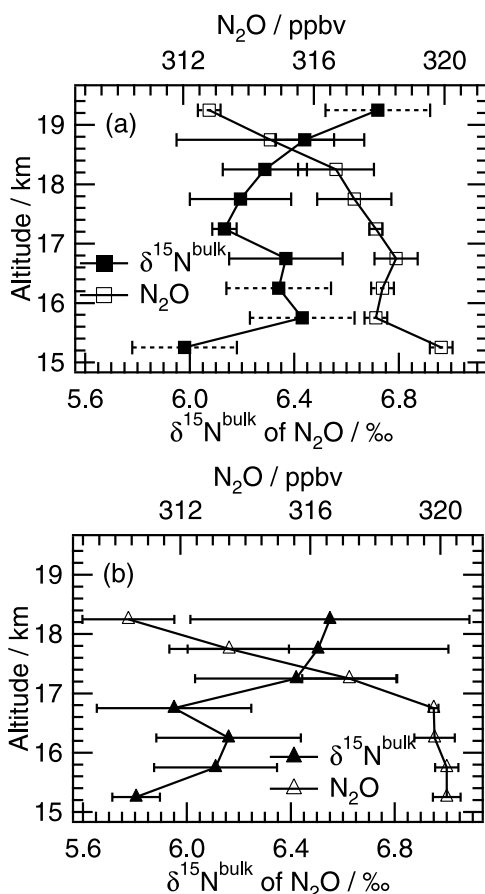 N₂O / ppbv
312 316 320
(a)
19
18
17
16
15
Altitude / km
δ¹⁵Nᵇᵘˡᵏ
N₂O
5.6 6.0 6.4 6.8
δ¹⁵Nᵇᵘˡᵏ of N₂O / ‰
N₂O / ppbv
312 316 320
(b)
19
18
17
16
15
Altitude / km
δ¹⁵Nᵇᵘˡᵏ
N₂O
5.6 6.0 6.4 6.8
δ¹⁵Nᵇᵘˡᵏ of N₂O / ‰